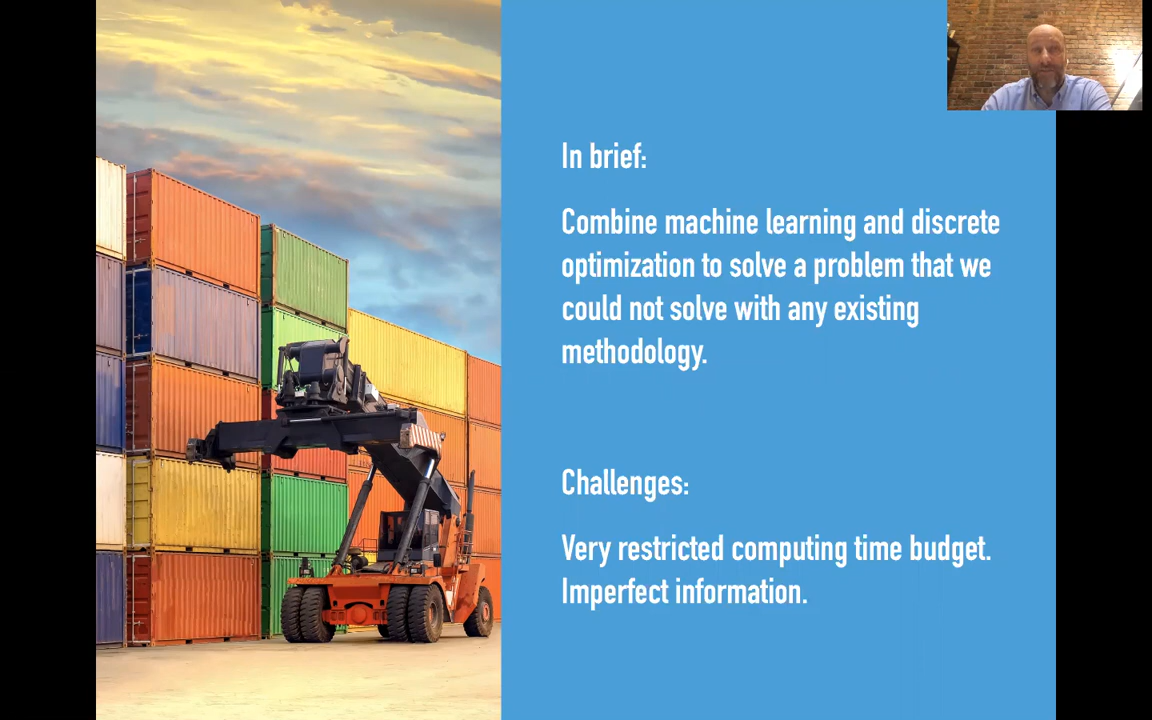 In brief:
Combine machine learning and discrete
optimization to solve a problem that we
could not solve with any existing
methodology.
Challenges:
Very restricted computing time budget.
Imperfect information.